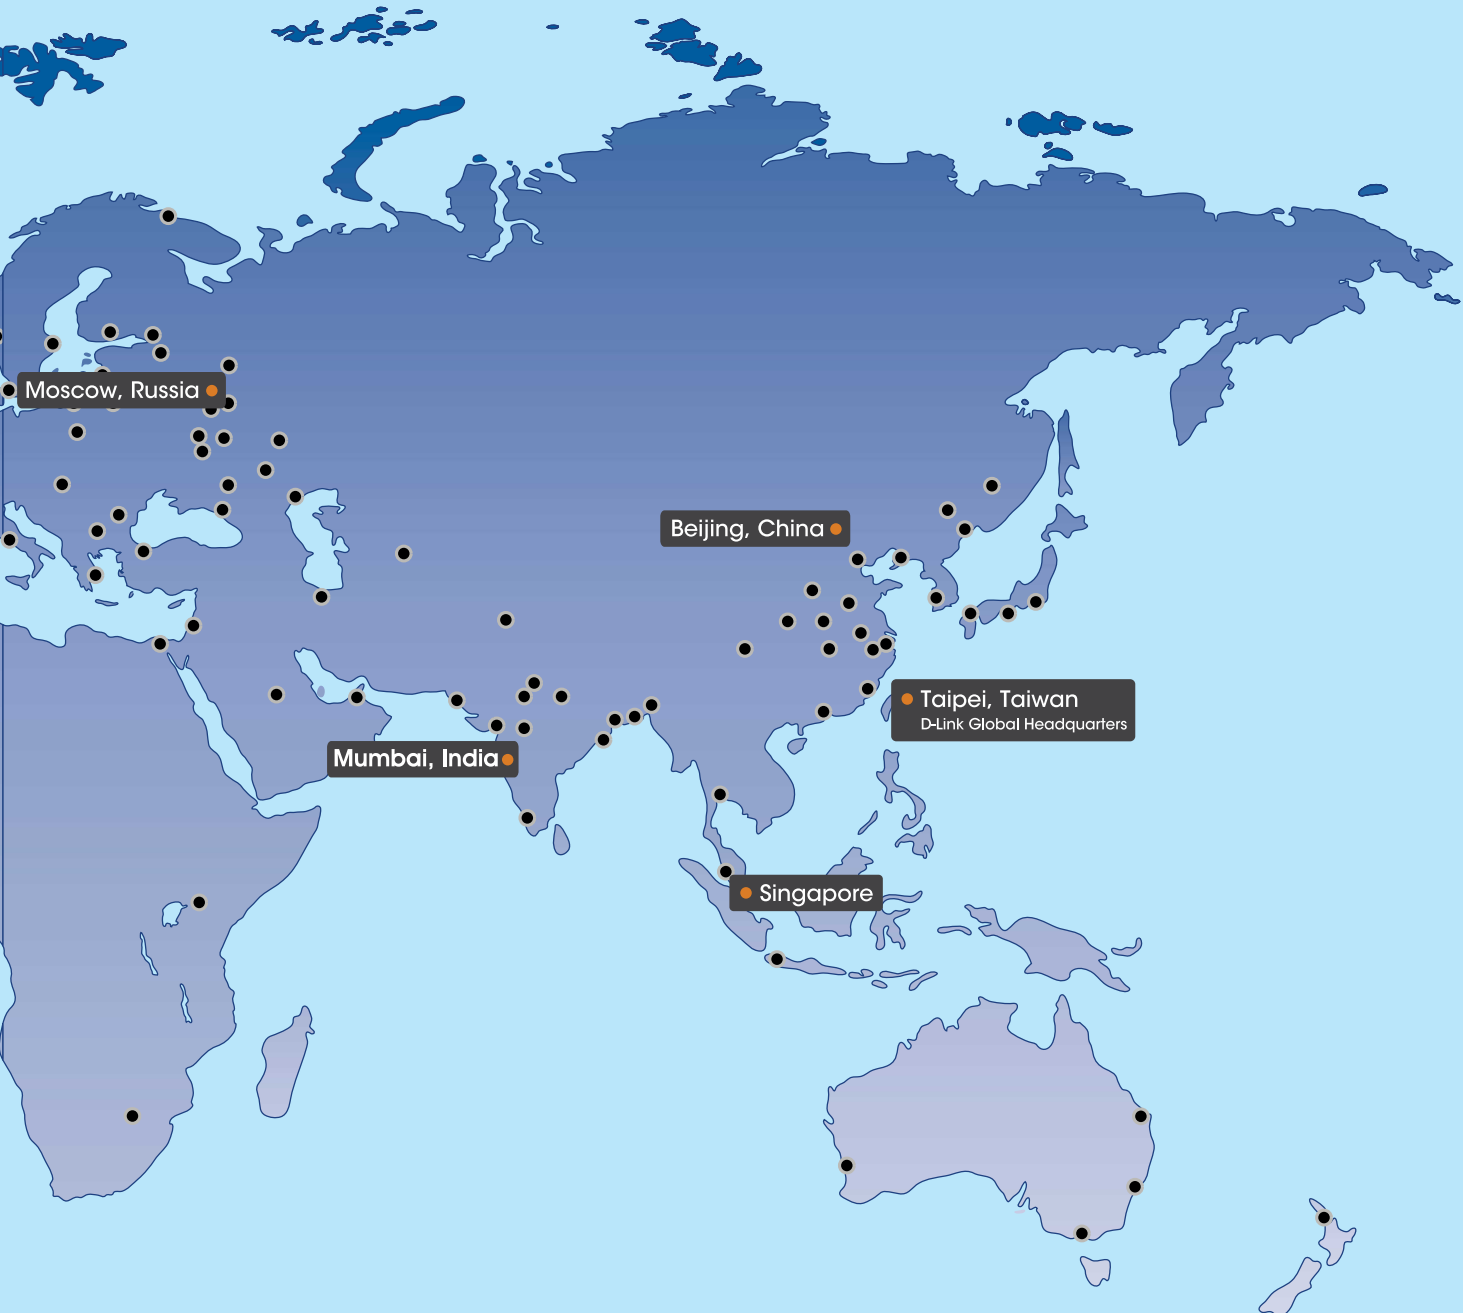 Moscow, Russia
Beijing, China
Taipei, Taiwan
D-Link Global Headquarters
Mumbai, India
Singapore